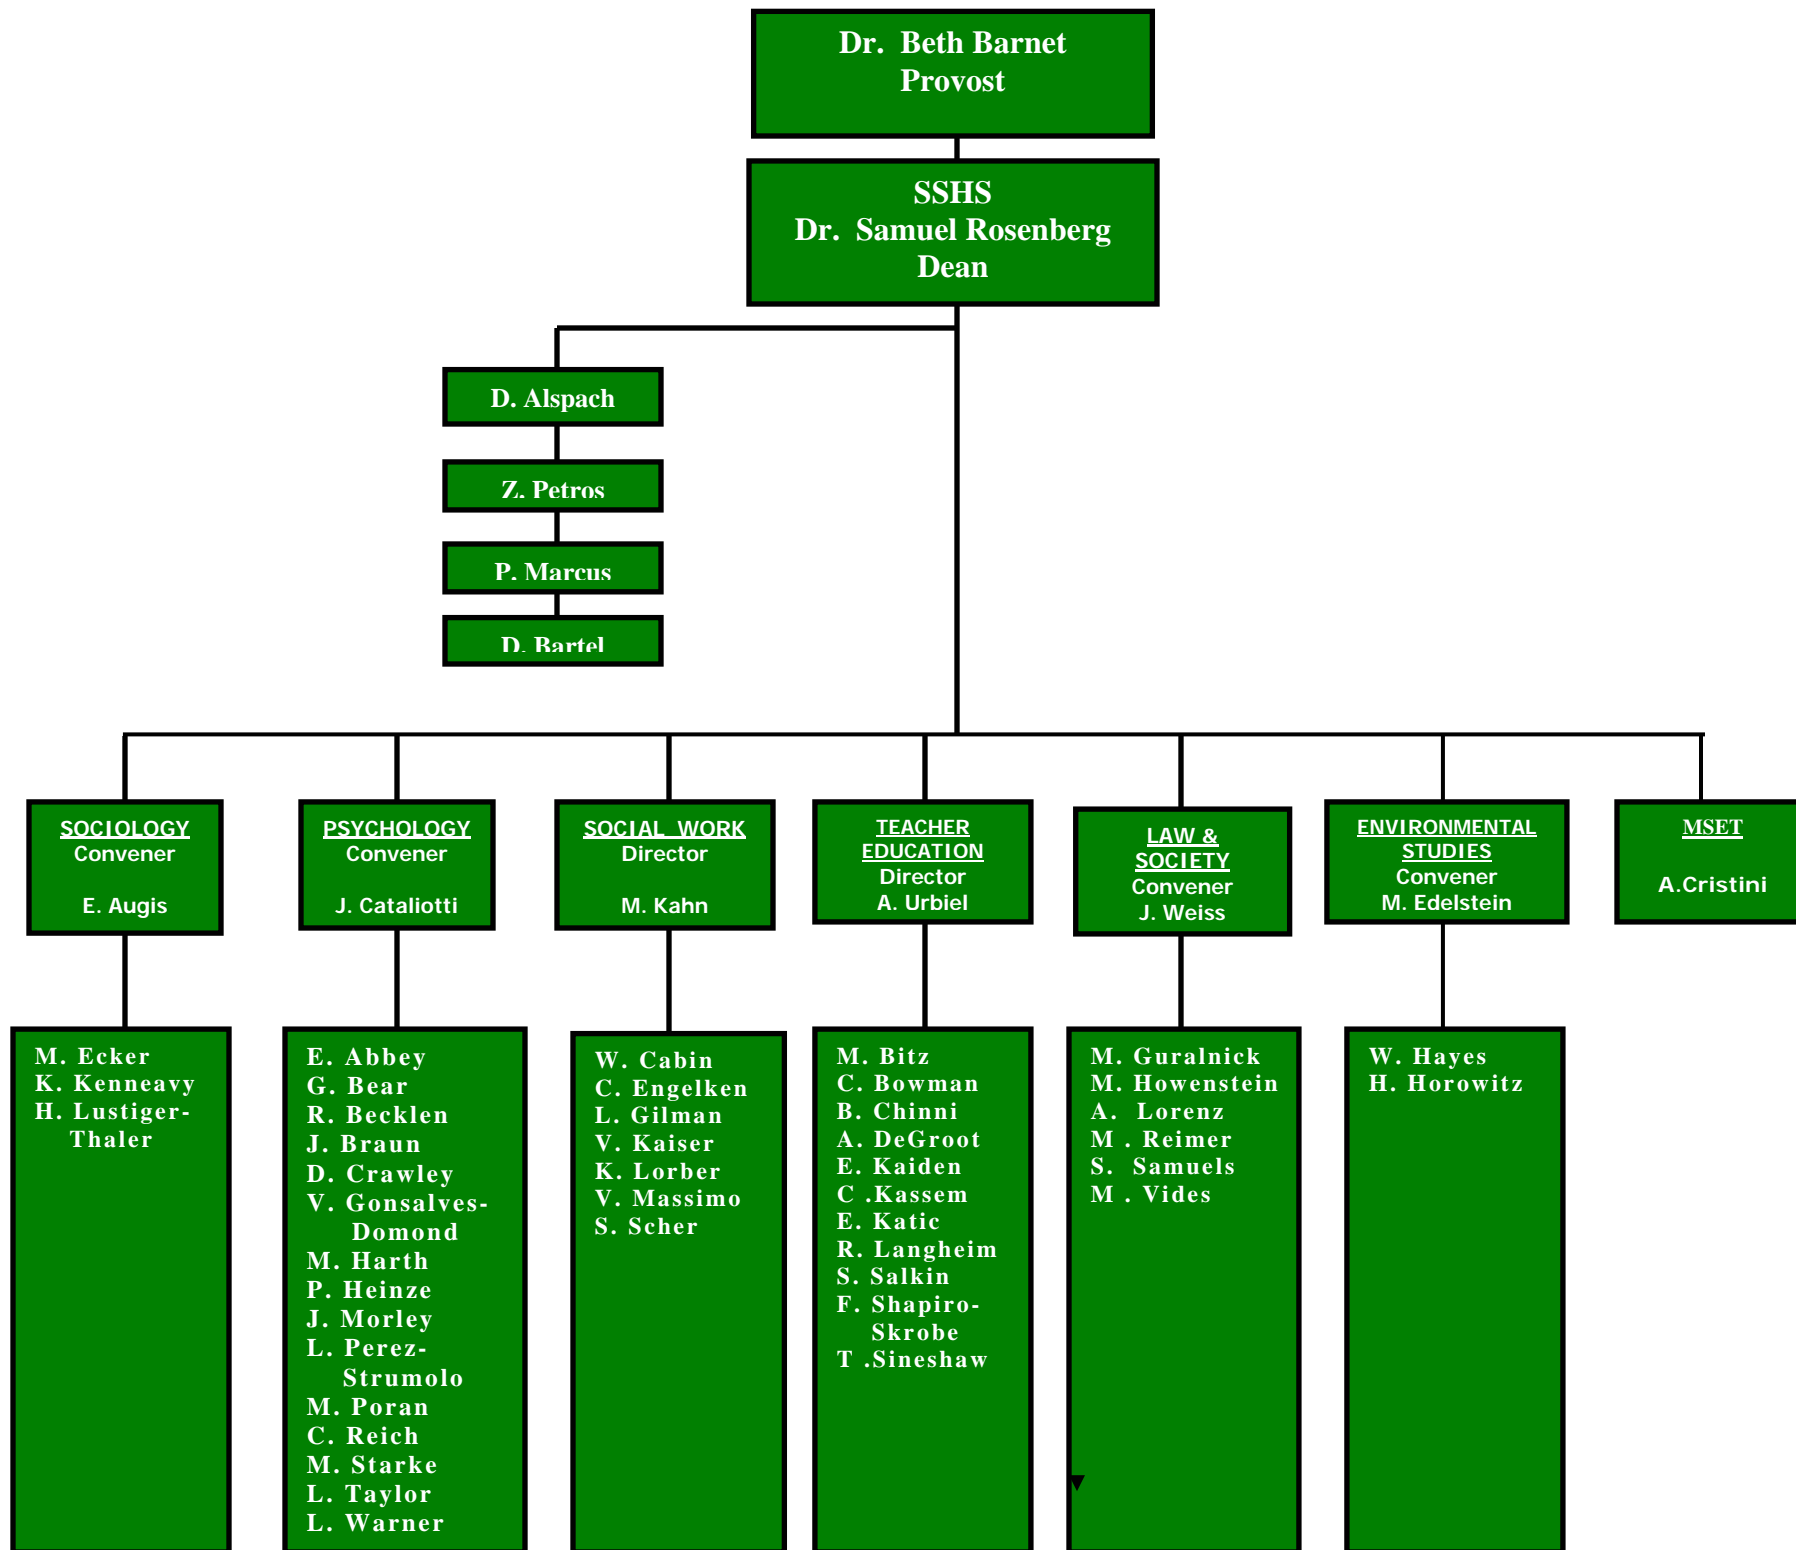 Dr.  Beth Barnet
Provost
SSHS
Dr.  Samuel Rosenberg
Dean
D. Alspach
Z. Petros
P. Marcus
D. Bartel
SOCIOLOGY
Convener
E. Augis
PSYCHOLOGY
Convener
J. Cataliotti
SOCIAL  WORK
Director
M. Kahn
TEACHER
EDUCATION
Director
A. Urbiel
LAW &
SOCIETY
Convener
J. Weiss
ENVIRONMENTAL
STUDIES
Convener
M. Edelstein
MSET
A.Cristini
M. Ecker
K. Kenneavy
H. Lustiger-
Thaler
E. Abbey
G. Bear
R. Becklen
J. Braun
D. Crawley
V. Gonsalves-
Domond
M. Harth
P. Heinze
J. Morley
L. Perez-
Strumolo
M. Poran
C. Reich
M. Starke
L. Taylor
L. Warner
W. Cabin
C. Engelken
L. Gilman
V. Kaiser
K. Lorber
V. Massimo
S. Scher
M. Bitz
C. Bowman
B. Chinni
A. DeGroot
E. Kaiden
C .Kassem
E. Katic
R. Langheim
S. Salkin
F. Shapiro-
Skrobe
T .Sineshaw
M. Guralnick
M. Howenstein
A.  Lorenz
M . Reimer
S.  Samuels
M . Vides
W. Hayes
H. Horowitz